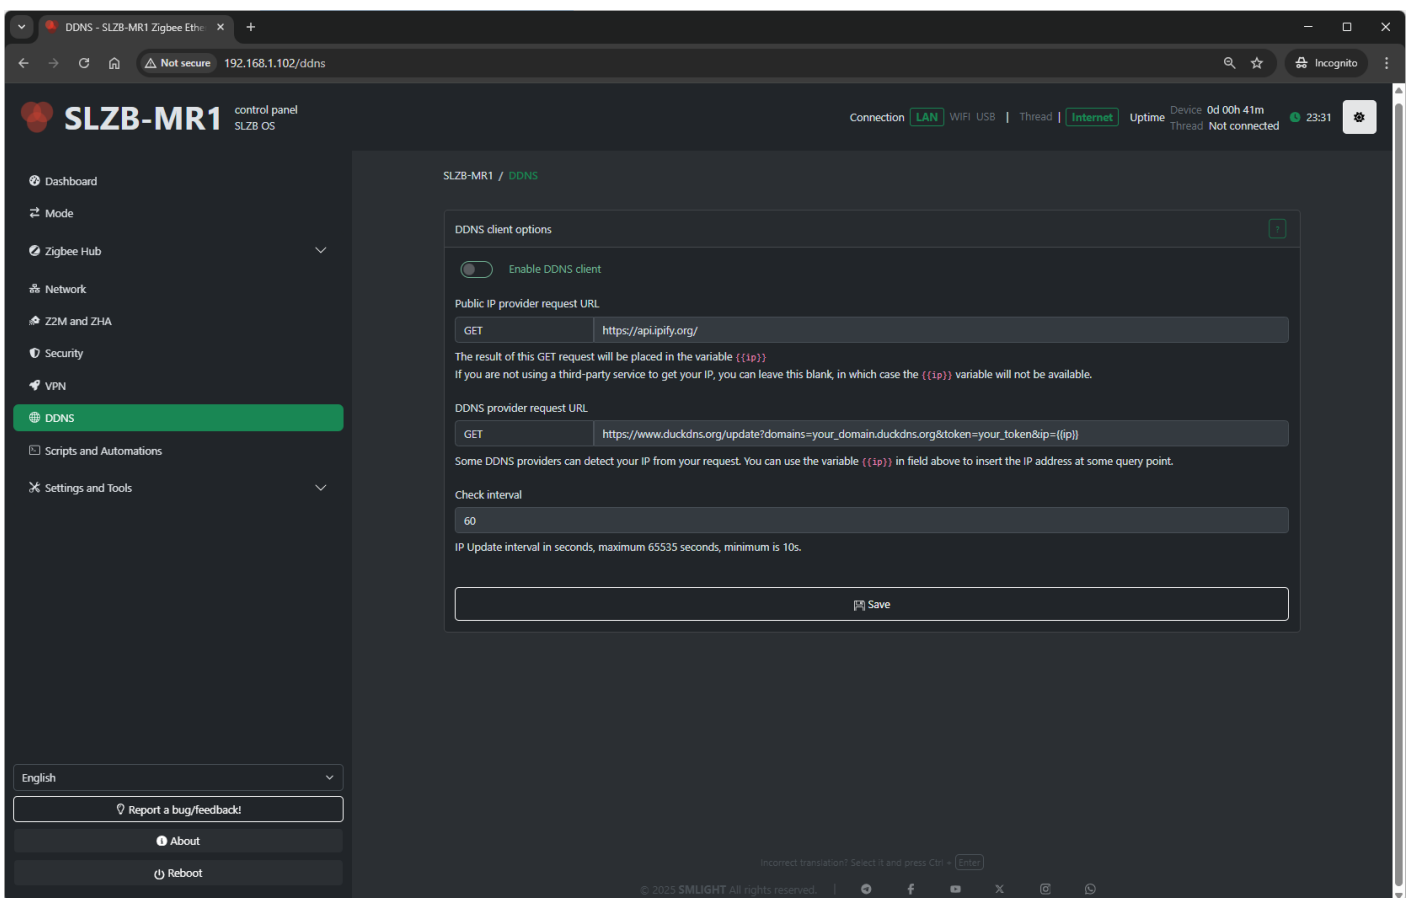 DDNS - SLZB-MR1 Zigbee Ethe
Not secure 192.168.1.102/ddns
Incognito
SLZB-MR1 control panel
SLZB OS
Connection LAN WIFI USB | Thread | Internet Uptime Device 0d 00h 41m
Thread Not connected
23:31
Dashboard
Mode
Zigbee Hub
Network
Z2M and ZHA
Security
VPN
DDNS
Scripts and Automations
Settings and Tools
English
Report a bug/feedback!
About
Reboot
SLZB-MR1 / DDNS
DDNS client options
?
Enable DDNS client
Public IP provider request URL
GET https://api.ipify.org/
The result of this GET request will be placed in the variable {{ip}}
If you are not using a third-party service to get your IP, you can leave this blank, in which case the {{ip}} variable will not be available.
DDNS provider request URL
GET https://www.duckdns.org/update?domains=your_domain.duckdns.org&token=your_token&ip={{ip}}
Some DDNS providers can detect your IP from your request. You can use the variable {{ip}} in field above to insert the IP address at some query point.
Check interval
60
IP Update interval in seconds, maximum 65535 seconds, minimum is 10s.
Save
Incorrect translation? Select it and press Ctrl + Enter
© 2025 SMLIGHT All rights reserved. |